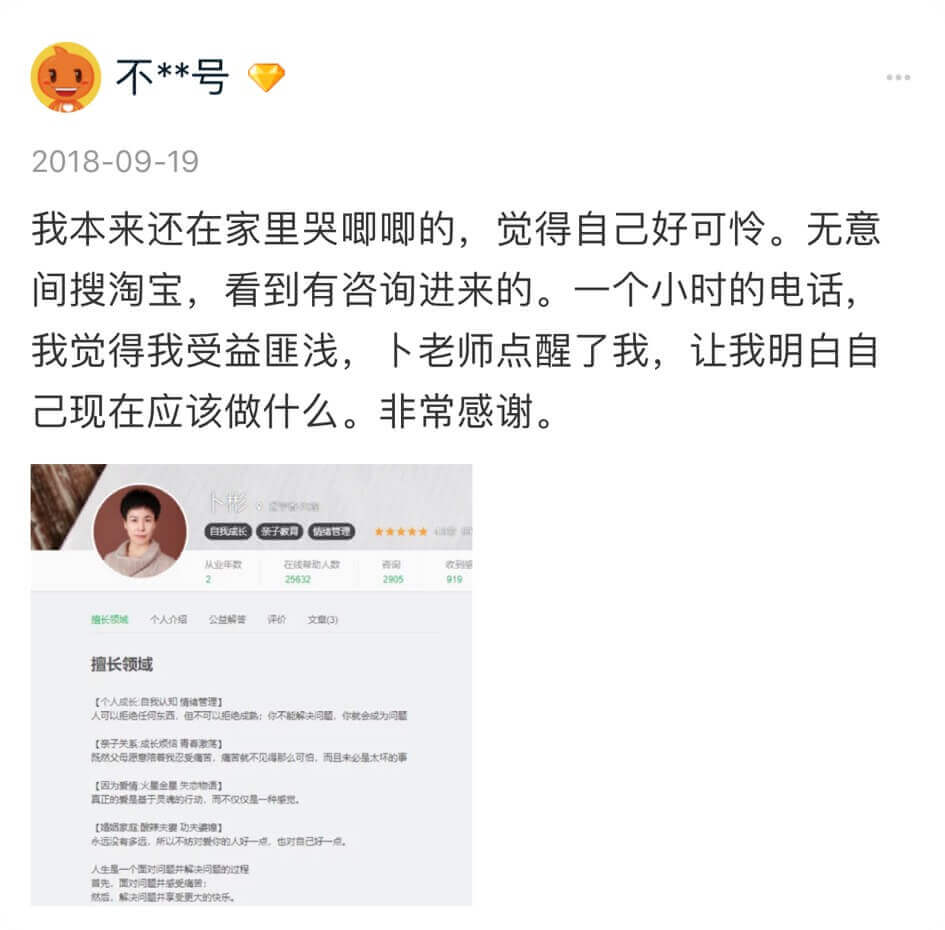 不**号
2018-09-19
我本来还在家里哭唧唧的，觉得自己好可怜。无意
间搜淘宝，看到有咨询进来的。一个小时的电话，
我觉得我受益匪浅，卜老师点醒了我，让我明白自
己现在应该做什么。非常感谢。
卜彬
自我成长 亲子教育 情绪管理
从业年数 在线帮助人数 咨询 收到感
2 25632 2905 919
擅长领域 个人介绍 公益解答 评价 文章(3)
擅长领域
【个人成长:自我认知 情绪管理】
人可以拒绝任何东西，但不可以拒绝成熟；你不能解决问题，你就会成为问题
【亲子关系:成长烦恼 青春激荡】
既然父母愿意陪着我忍受痛苦，痛苦就不见得那么可怕，而且未必是太坏的事
【因为爱情:火星金星 失恋物语】
真正的爱是基于灵魂的行动，而不仅仅是一种感觉。
【婚姻家庭:酸辣夫妻 功夫婆媳】
永远没有多远，所以不妨对爱你的人好一点，也对自己好一点。
人生是一个面对问题并解决问题的过程
首先，面对问题并感受痛苦；
然后，解决问题并享受更大的快乐。